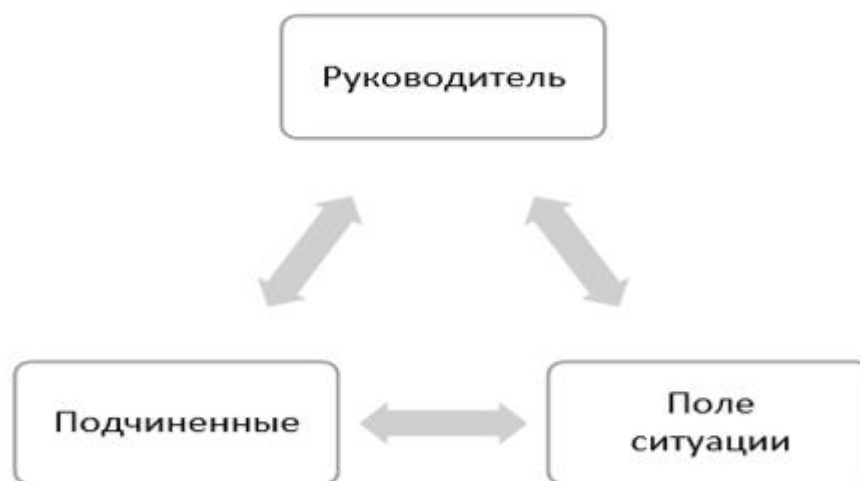 Руководитель
Подчиненные
Поле
ситуации